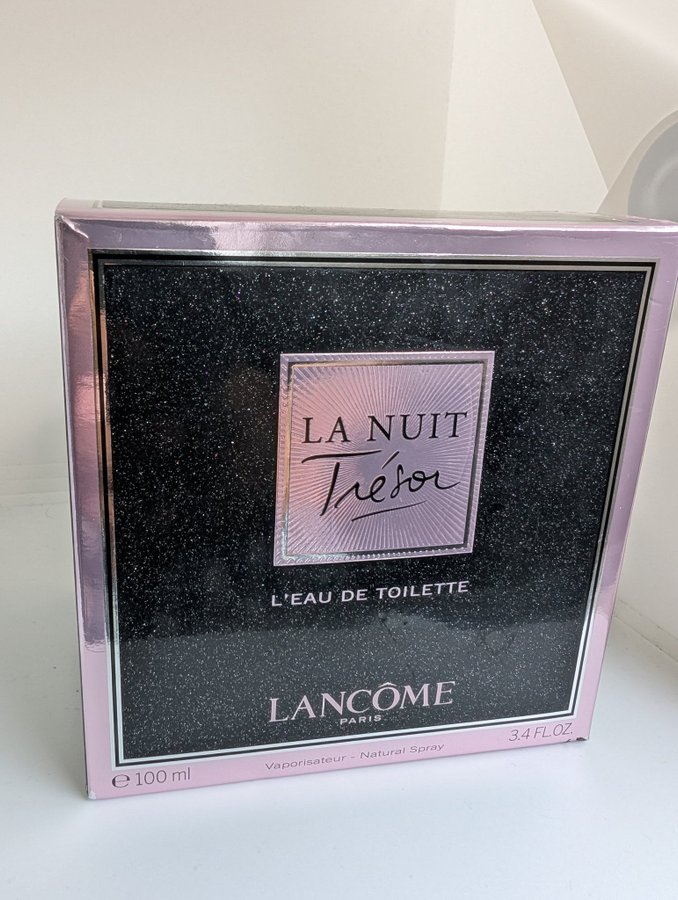 LA NUIT
Trésor
L'EAU DE TOILETTE
LANCÔME
PARIS
Vaporisateur - Natural Spray
℮ 100 ml
3.4 FL.OZ.